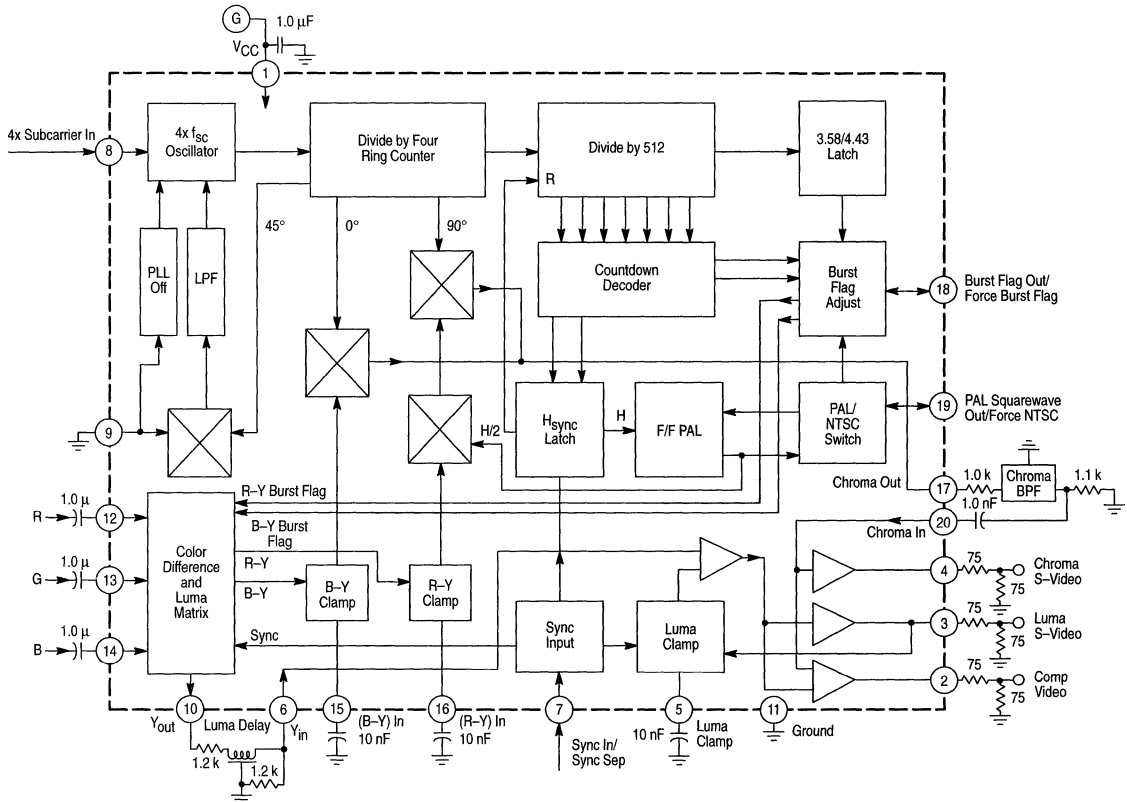 G
1.0 μF
VCC
1
4x Subcarrier In
8
4x fsc
Oscillator
Divide by Four
Ring Counter
Divide by 512
R
3.58/4.43
Latch
45°
0°
90°
PLL
Off
LPF
Countdown
Decoder
Burst
Flag
Adjust
18
Burst Flag Out/
Force Burst Flag
9
H/2
Hsync
Latch
H
F/F PAL
PAL/
NTSC
Switch
19
PAL Squarewave
Out/Force NTSC
Chroma Out
17
1.0 k
Chroma
BPF
1.1 k
1.0 nF
20
Chroma In
R
1.0 μ
12
G
1.0 μ
13
B
1.0 μ
14
Color
Difference
and
Luma
Matrix
R–Y Burst Flag
B–Y Burst
Flag
R–Y
B–Y
Sync
B–Y
Clamp
R–Y
Clamp
Sync
Input
Luma
Clamp
4
75
75
Chroma
S–Video
3
75
75
Luma
S–Video
2
75
75
Comp
Video
10
Yout
Luma Delay
6
Yin
15
(B–Y) In
10 nF
16
(R–Y) In
10 nF
7
Sync In/
Sync Sep
5
10 nF
Luma
Clamp
11
Ground
1.2 k
1.2 k